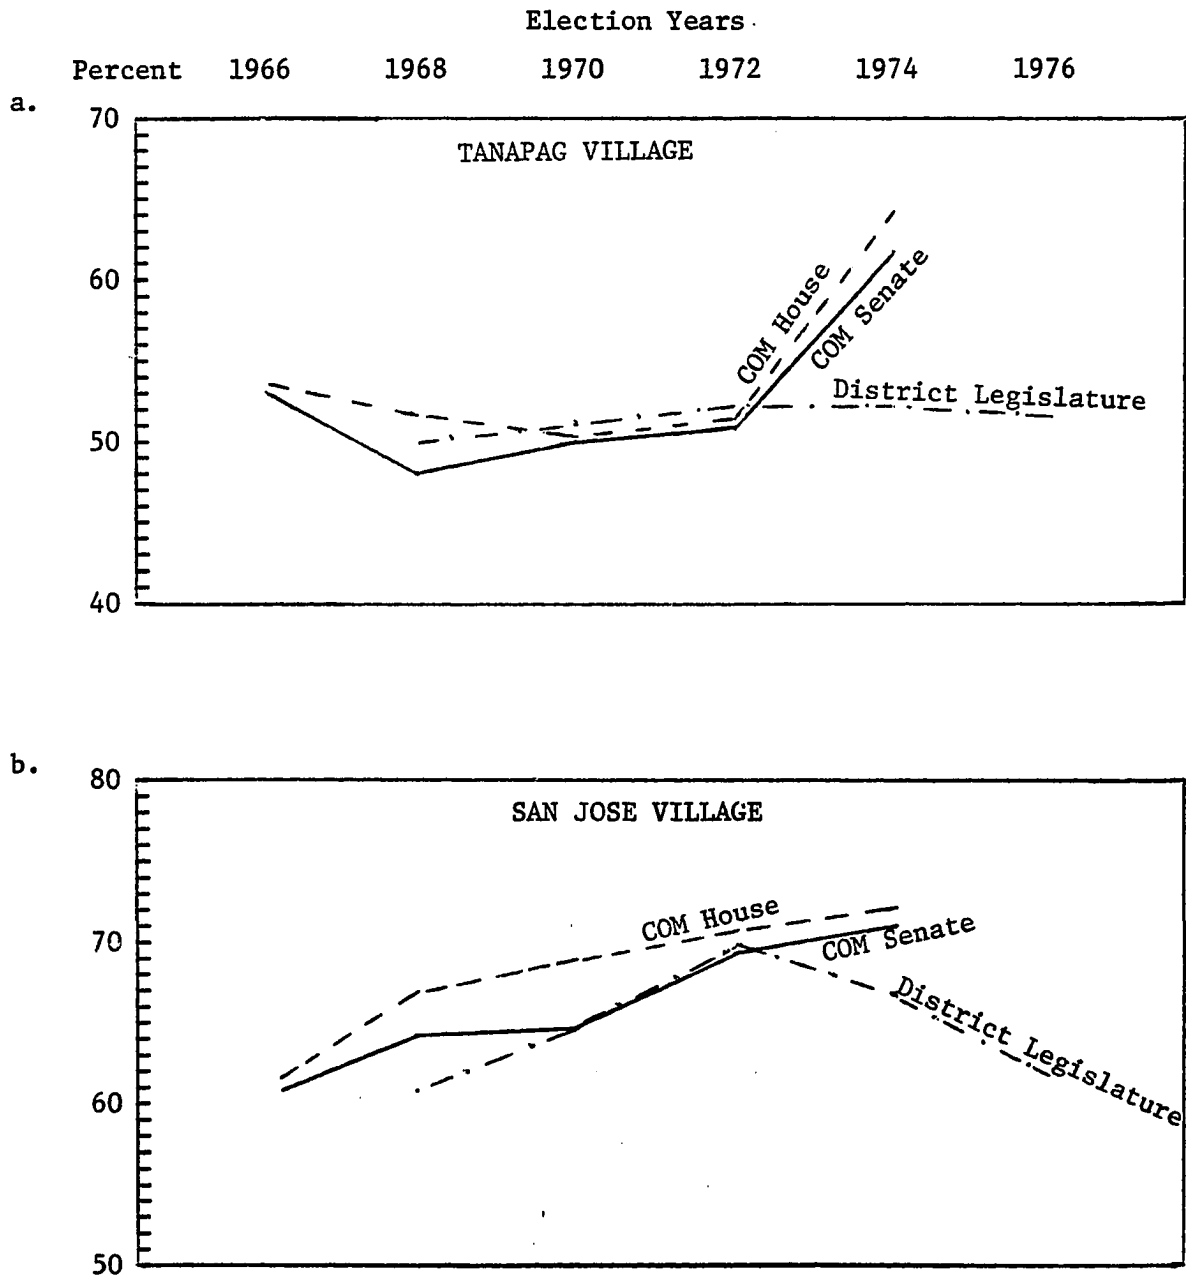 Election Years
Percent 1966 1968 1970 1972 1974 1976
a.
70
TANAPAG VILLAGE
60
COM House
COM Senate
District Legislature
50
40
b.
80
SAN JOSE VILLAGE
COM House
70
COM Senate
District Legislature
60
50